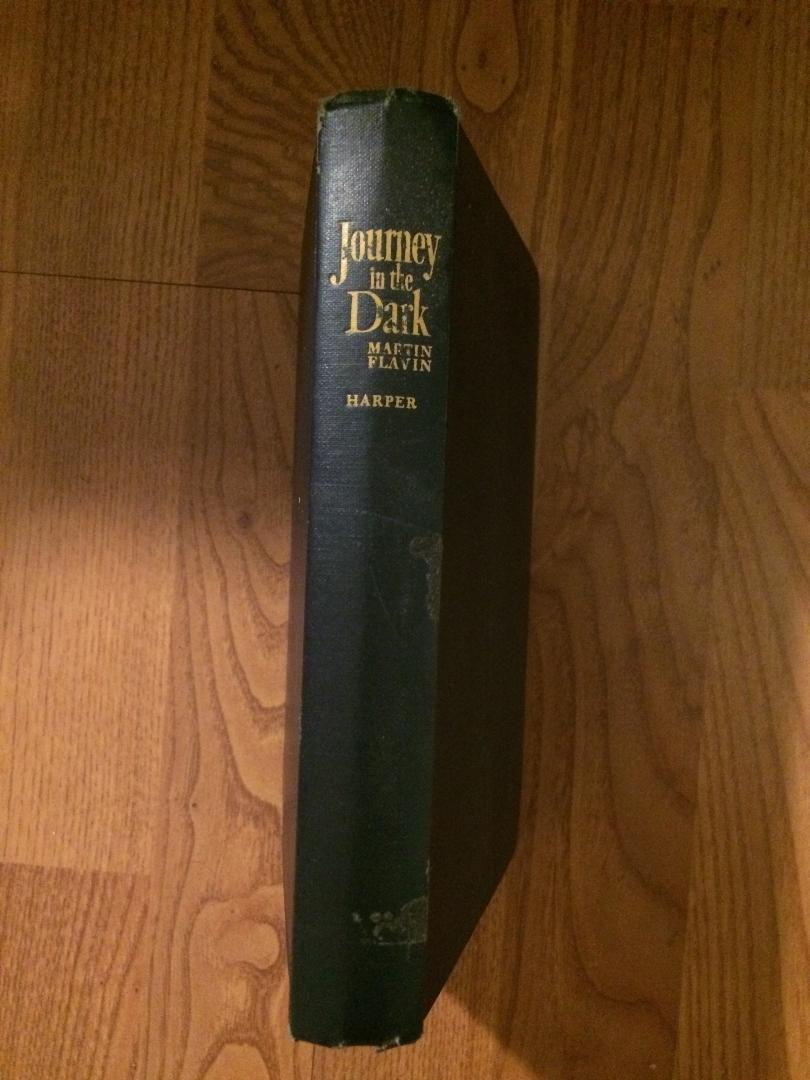 Journey
in the
Dark
MARTIN
FLAVIN
HARPER